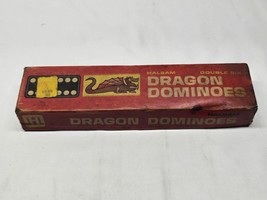 HALSAM DOUBLE SIX
DRAGON
DOMINOES
DRAGON DOMINOES